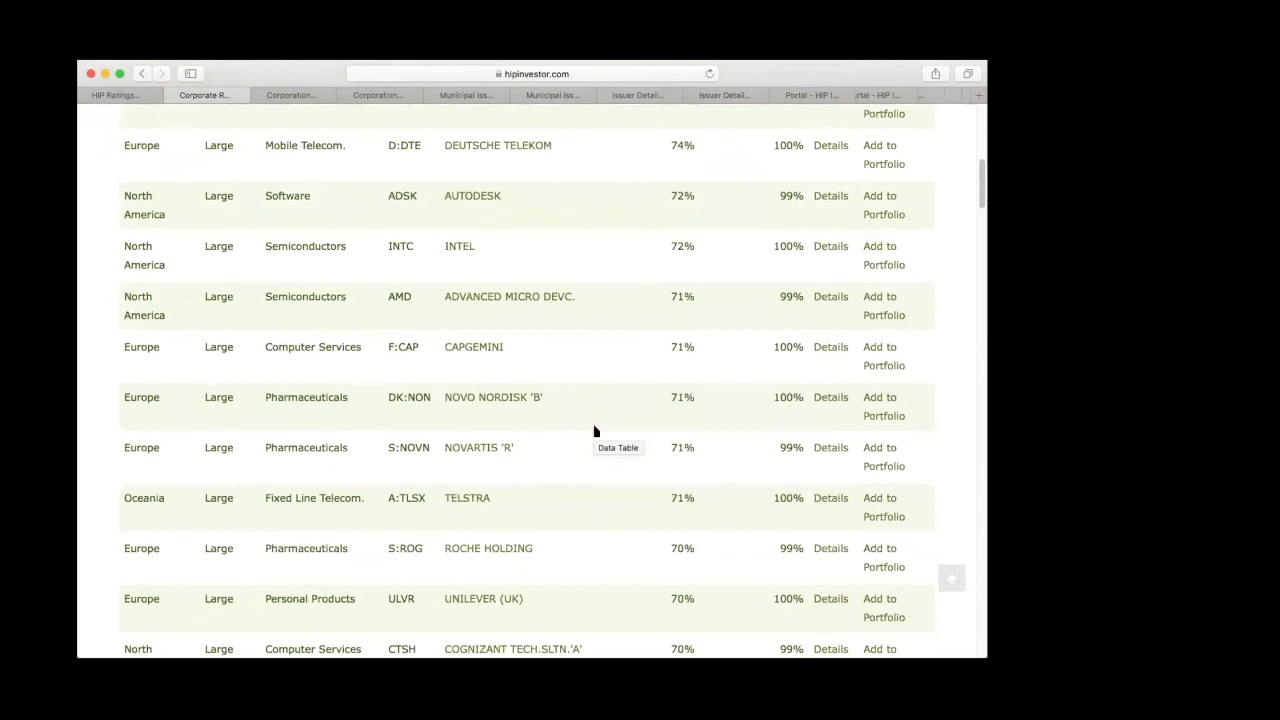 hipinvestor.com
HIP Ratings... Corporate R... Corporation... Corporation... Municipal Iss... Municipal Iss... Issuer Detail... Issuer Detail... Portal - HIP I... rtal - HIP I... ...
Portfolio
Europe Large Mobile Telecom. D:DTE DEUTSCHE TELEKOM 74% 100% Details Add to
Portfolio
North Large Software ADSK AUTODESK 72% 99% Details Add to
America Portfolio
North Large Semiconductors INTC INTEL 72% 100% Details Add to
America Portfolio
North Large Semiconductors AMD ADVANCED MICRO DEVC. 71% 99% Details Add to
America Portfolio
Europe Large Computer Services F:CAP CAPGEMINI 71% 100% Details Add to
Portfolio
Europe Large Pharmaceuticals DK:NON NOVO NORDISK 'B' 71% 100% Details Add to
Portfolio
Europe Large Pharmaceuticals S:NOVN NOVARTIS 'R' 71% 99% Details Add to
Data Table
Portfolio
Oceania Large Fixed Line Telecom. A:TLSX TELSTRA 71% 100% Details Add to
Portfolio
Europe Large Pharmaceuticals S:ROG ROCHE HOLDING 70% 99% Details Add to
Portfolio
Europe Large Personal Products ULVR UNILEVER (UK) 70% 100% Details Add to
Portfolio
North Large Computer Services CTSH COGNIZANT TECH.SLTN.'A' 70% 99% Details Add to